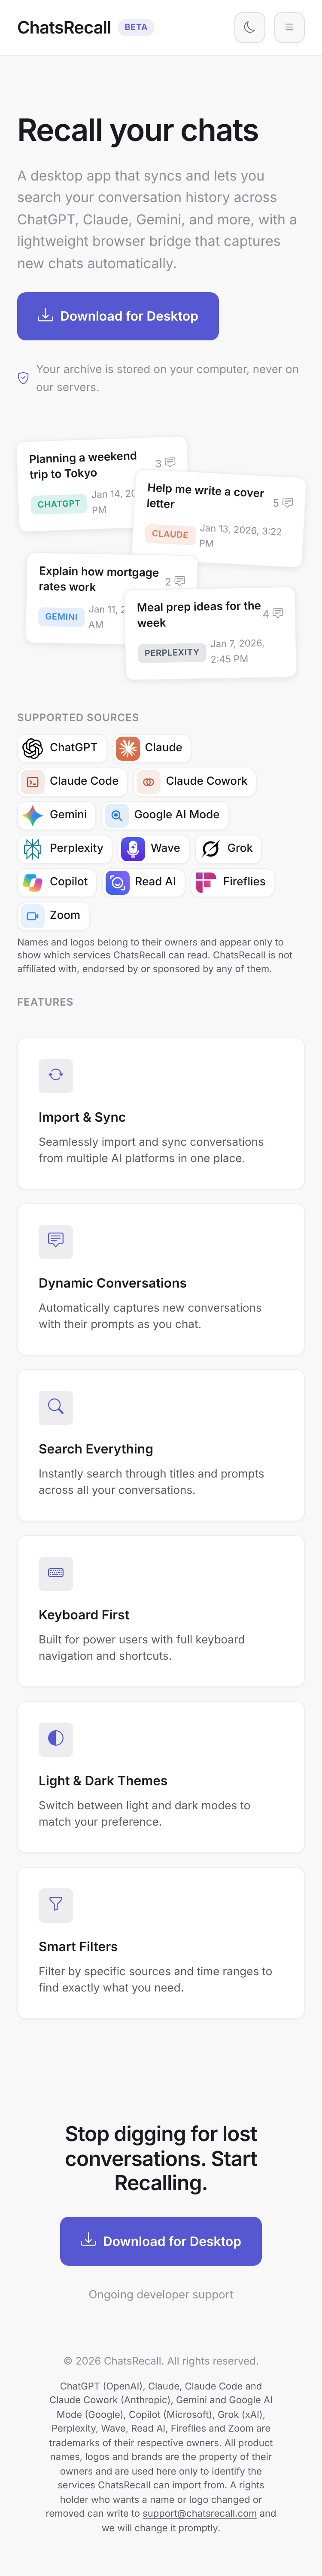 ChatsRecall BETA
Recall your chats
A desktop app that syncs and lets you
search your conversation history across
ChatGPT, Claude, Gemini, and more, with a
lightweight browser bridge that captures
new chats automatically.
Download for Desktop
Your archive is stored on your computer, never on
our servers.
Planning a weekend
trip to Tokyo
3
CHATGPT
Jan 14, 20
PM
Help me write a cover
letter
5
CLAUDE
Jan 13, 2026, 3:22
PM
Explain how mortgage
rates work
2
GEMINI
Jan 11, 2
AM
Meal prep ideas for the
week
4
PERPLEXITY
Jan 7, 2026,
2:45 PM
SUPPORTED SOURCES
ChatGPT Claude
Claude Code Claude Cowork
Gemini Google AI Mode
Perplexity Wave Grok
Copilot Read AI Fireflies
Zoom
Names and logos belong to their owners and appear only to
show which services ChatsRecall can read. ChatsRecall is not
affiliated with, endorsed by or sponsored by any of them.
FEATURES
Import & Sync
Seamlessly import and sync conversations
from multiple AI platforms in one place.
Dynamic Conversations
Automatically captures new conversations
with their prompts as you chat.
Search Everything
Instantly search through titles and prompts
across all your conversations.
Keyboard First
Built for power users with full keyboard
navigation and shortcuts.
Light & Dark Themes
Switch between light and dark modes to
match your preference.
Smart Filters
Filter by specific sources and time ranges to
find exactly what you need.
Stop digging for lost
conversations. Start
Recalling.
Download for Desktop
Ongoing developer support
© 2026 ChatsRecall. All rights reserved.
ChatGPT (OpenAI), Claude, Claude Code and
Claude Cowork (Anthropic), Gemini and Google AI
Mode (Google), Copilot (Microsoft), Grok (xAI),
Perplexity, Wave, Read AI, Fireflies and Zoom are
trademarks of their respective owners. All product
names, logos and brands are the property of their
owners and are used here only to identify the
services ChatsRecall can import from. A rights
holder who wants a name or logo changed or
removed can write to support@chatsrecall.com and
we will change it promptly.